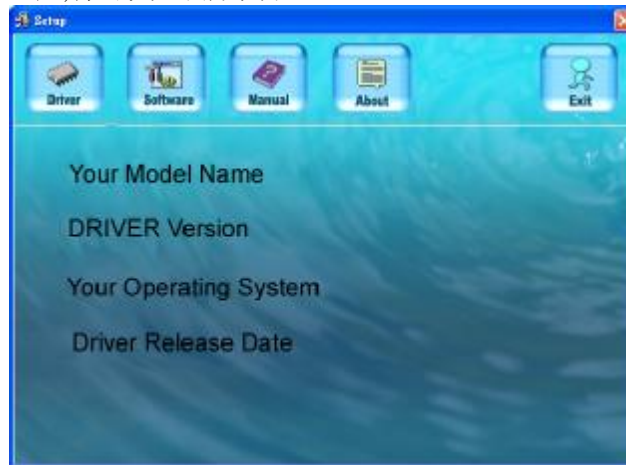 Setup
Driver Software Manual About Exit
Your Model Name
DRIVER Version
Your Operating System
Driver Release Date